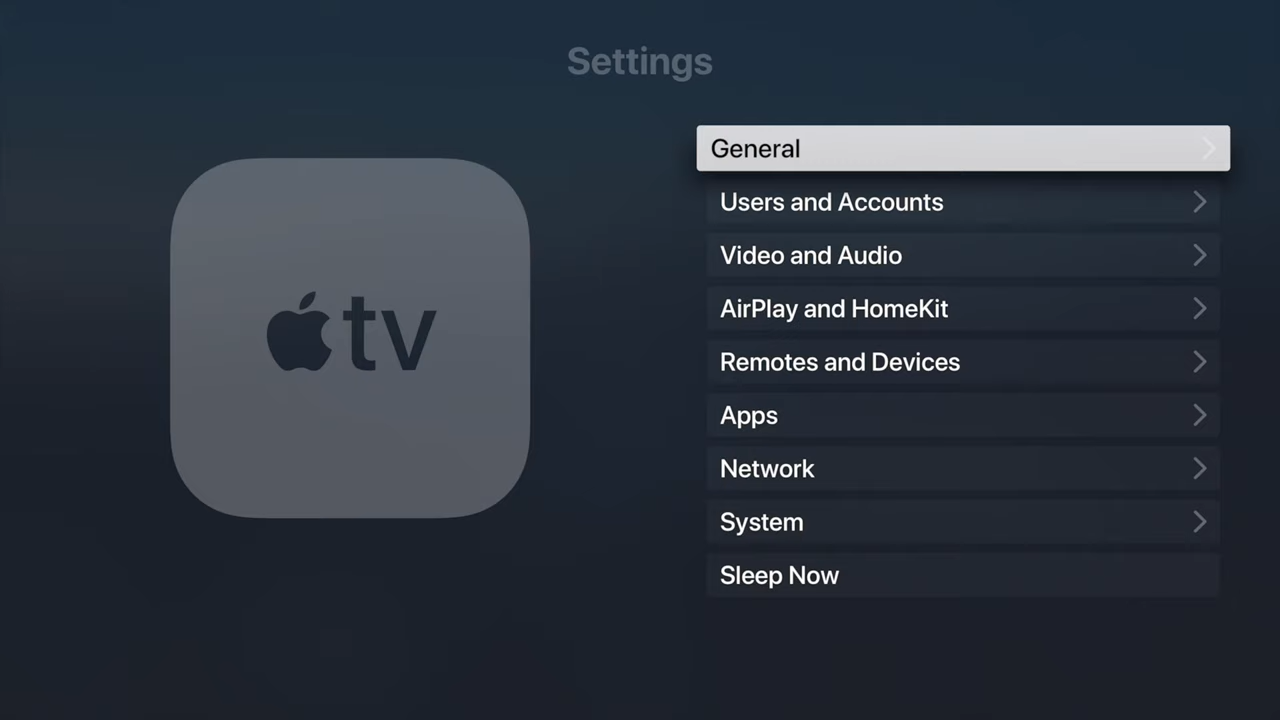 Settings
tv
General
Users and Accounts
Video and Audio
AirPlay and HomeKit
Remotes and Devices
Apps
Network
System
Sleep Now